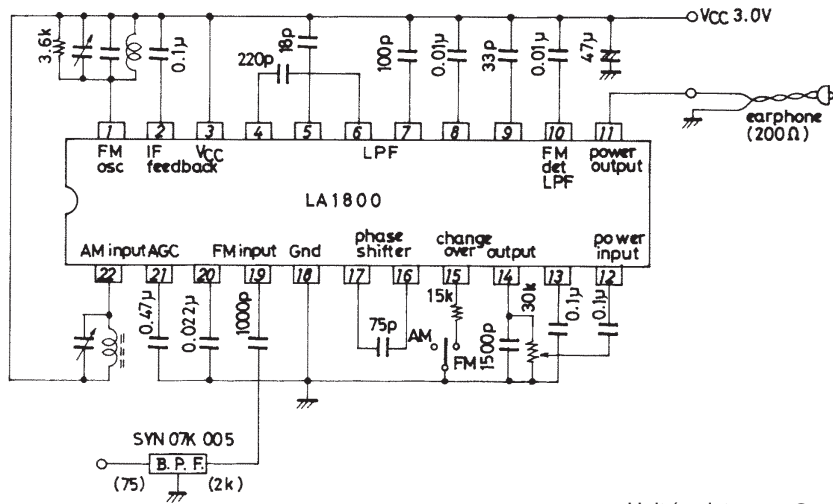 VCC 3.0V
3.6k
0.1μ
18p
220p
100p
0.01μ
33p
0.01μ
47μ
earphone
(200Ω)
1 2 3 4 5 6 7 8 9 10 11
FM osc
IF feedback
VCC
LPF
FM det LPF
power output
LA1800
AM input
AGC
FM input
Gnd
phase shifter
change over
output
power input
22 21 20 19 18 17 16 15 14 13 12
0.47μ
0.022μ
1000p
75p
15k
AM
FM
1500p
30k
0.1μ
0.1μ
SYN 07K 005
B. P. F.
(75)
(2k)